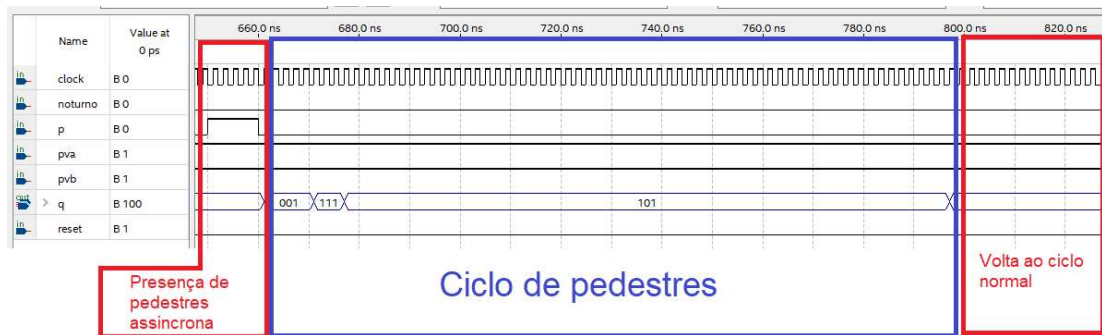 Name
Value at
0 ps
660.0 ns
680.0 ns
700.0 ns
720.0 ns
740.0 ns
760.0 ns
780.0 ns
800.0 ns
820.0 ns
in
clock
B 0
in
noturno
B 0
in
p
B 0
in
pva
B 1
in
pvb
B 1
out
> q
B 100
001
111
101
in
reset
B 1
Presença de
pedestres
assincrona
Ciclo de pedestres
Volta ao ciclo
normal